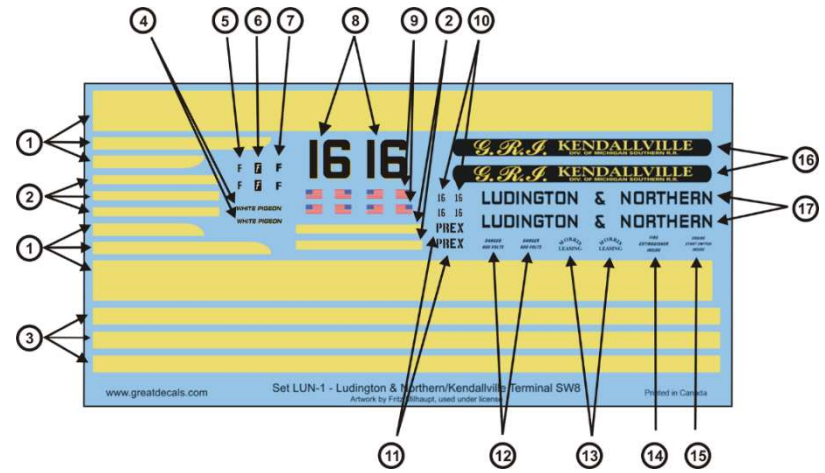 4 5 6 7 8 9 2 10
1
2
1
3
16
17
11 12 13 14 15
16 16
F F F
F F F
WHITE PIGEON
WHITE PIGEON
G.R.I. KENDALLVILLE
DIV. OF MICHIGAN SOUTHERN R.R.
G.R.I. KENDALLVILLE
DIV. OF MICHIGAN SOUTHERN R.R.
16 16
16 16
LUDINGTON & NORTHERN
LUDINGTON & NORTHERN
PREX
PREX
DANGER
600 VOLTS
DANGER
600 VOLTS
MORRIS
LEASING
MORRIS
LEASING
FIRE
EXTINGUISHER
INSIDE
ENGINE
START SWITCH
INSIDE
www.greatdecals.com
Set LUN-1 - Ludington & Northern/Kendallville Terminal SW8
Artwork by Fritz Milhaupt, used under license
Printed in Canada